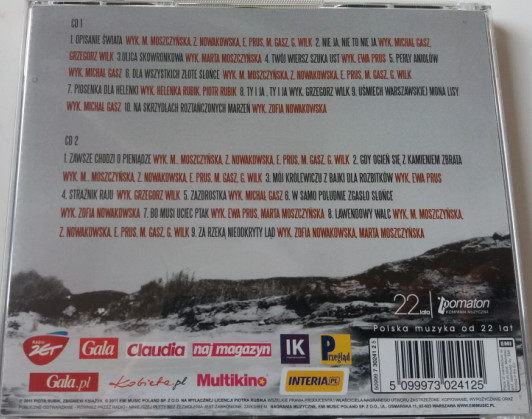 CD 1
1. OPISANIE ŚWIATA WYK. M. MOSZCZYŃSKA, Z. NOWAKOWSKA, E. PRUS, M. GASZ, G. WILK 2. NIE JA, NIE TO NIE JA WYK. MICHAŁ GASZ,
GRZEGORZ WILK 3.ULICA SKOWRONKOWA WYK. MARTA MOSZCZYŃSKA 4. TWÓJ WIERSZ SZUKA UST WYK. EWA PRUS 5. PERŁY ANIOŁÓW
WYK. MICHAŁ GASZ 6. DLA WSZYSTKICH ZŁOTE SŁOŃCE WYK. M. MOSZCZYŃSKA, Z. NOWAKOWSKA, E. PRUS, M. GASZ, G. WILK
7. PIOSENKA DLA HELENKI WYK. HELENKA RUBIK, PIOTR RUBIK 8. TY I JA.. TY I JA WYK. GRZEGORZ WILK 9. UŚMIECH WARSZAWSKIEJ MONA LISY
WYK. MICHAŁ GASZ 10. NA SKRZYDŁACH ROZTAŃCZONYCH MARZEŃ WYK. ZOFIA NOWAKOWSKA
CD 2
1. ZAWSZE CHODZI O PIENIĄDZE WYK. M. MOSZCZYŃSKA, Z. NOWAKOWSKA, E. PRUS, M. GASZ, G. WILK 2. GDY OGIEŃ SIĘ Z KAMIENIEM ZBRATA
WYK. M. MOSZCZYŃSKA, Z. NOWAKOWSKA, E. PRUS, M. GASZ, G. WILK 3. MÓJ KRÓLEWICZU Z BAJKI DLA ROZBITKÓW WYK. EWA PRUS
4. STRAŻNIK RAJU WYK. GRZEGORZ WILK 5. ZAZDROSTKA WYK. MICHAŁ GASZ 6. W SAMO POŁUDNIE ZGASŁO SŁOŃCE
WYK. ZOFIA NOWAKOWSKA 7. BO MUSI UCIEC PTAK WYK. EWA PRUS, MARTA MOSZCZYŃSKA 8. LAWENDOWY WALC WYK. M. MOSZCZYŃSKA,
Z. NOWAKOWSKA, E. PRUS, M. GASZ, G. WILK 9. ZA RZEKĄ NIEODKRYTY LĄD WYK. ZOFIA NOWAKOWSKA, MARTA MOSZCZYŃSKA
22 lata pomaton
KOMPANIA MUZYCZNA
Polska muzyka od 22 lat
Radio ZET Gala Claudia naj magazyn IK Przegląd
Gala.pl Kobieta.pl Multikino INTERIA.PL
EMI
5 099973 024125